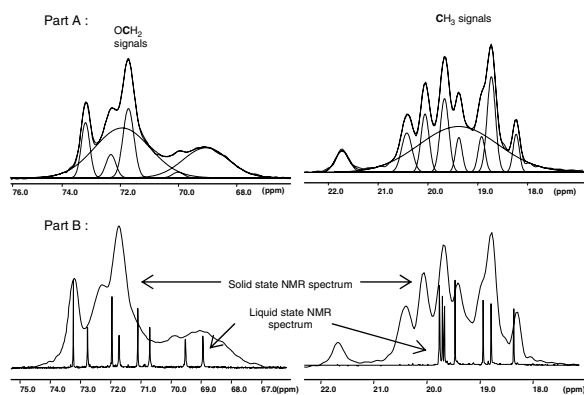 Part A :
OCH2 signals
CH3 signals
76.0 74.0 72.0 70.0 68.0 (ppm)
22.0 21.0 20.0 19.0 18.0 (ppm)
Part B :
Solid state NMR spectrum
Liquid state NMR spectrum
75.0 74.0 73.0 72.0 71.0 70.0 69.0 68.0 67.0 (ppm)
22.0 21.0 20.0 19.0 18.0 (ppm)